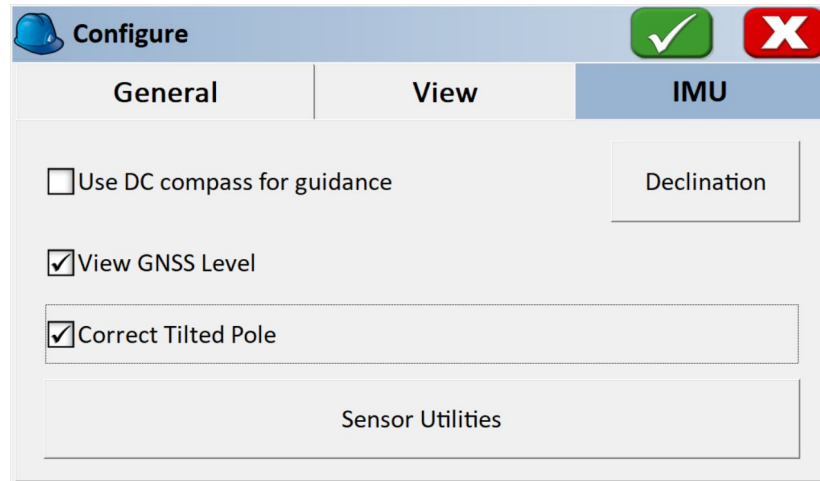 Configure
General View IMU
Use DC compass for guidance Declination
View GNSS Level
Correct Tilted Pole
Sensor Utilities